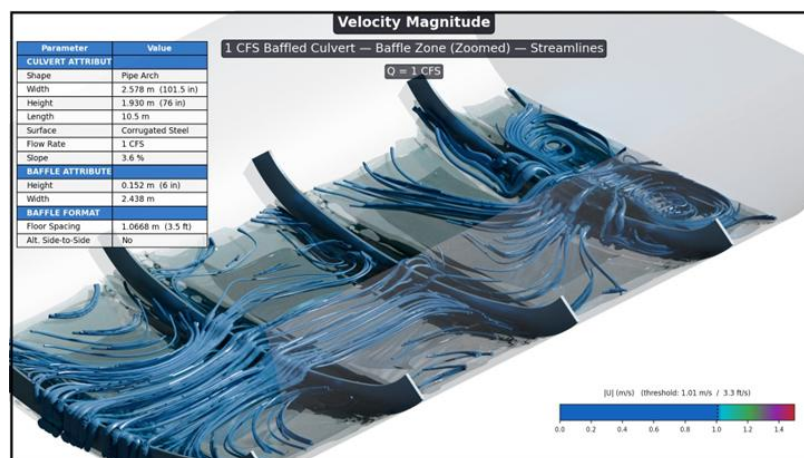 Velocity Magnitude
1 CFS Baffled Culvert — Baffle Zone (Zoomed) — Streamlines
Q = 1 CFS
Parameter Value
CULVERT ATTRIBUT
Shape Pipe Arch
Width 2.578 m (101.5 in)
Height 1.930 m (76 in)
Length 10.5 m
Surface Corrugated Steel
Flow Rate 1 CFS
Slope 3.6 %
BAFFLE ATTRIBUTE
Height 0.152 m (6 in)
Width 2.438 m
BAFFLE FORMAT
Floor Spacing 1.0668 m (3.5 ft)
Alt. Side-to-Side No
|U| (m/s) (threshold: 1.01 m/s / 3.3 ft/s)
0.0 0.2 0.4 0.6 0.8 1.0 1.2 1.4